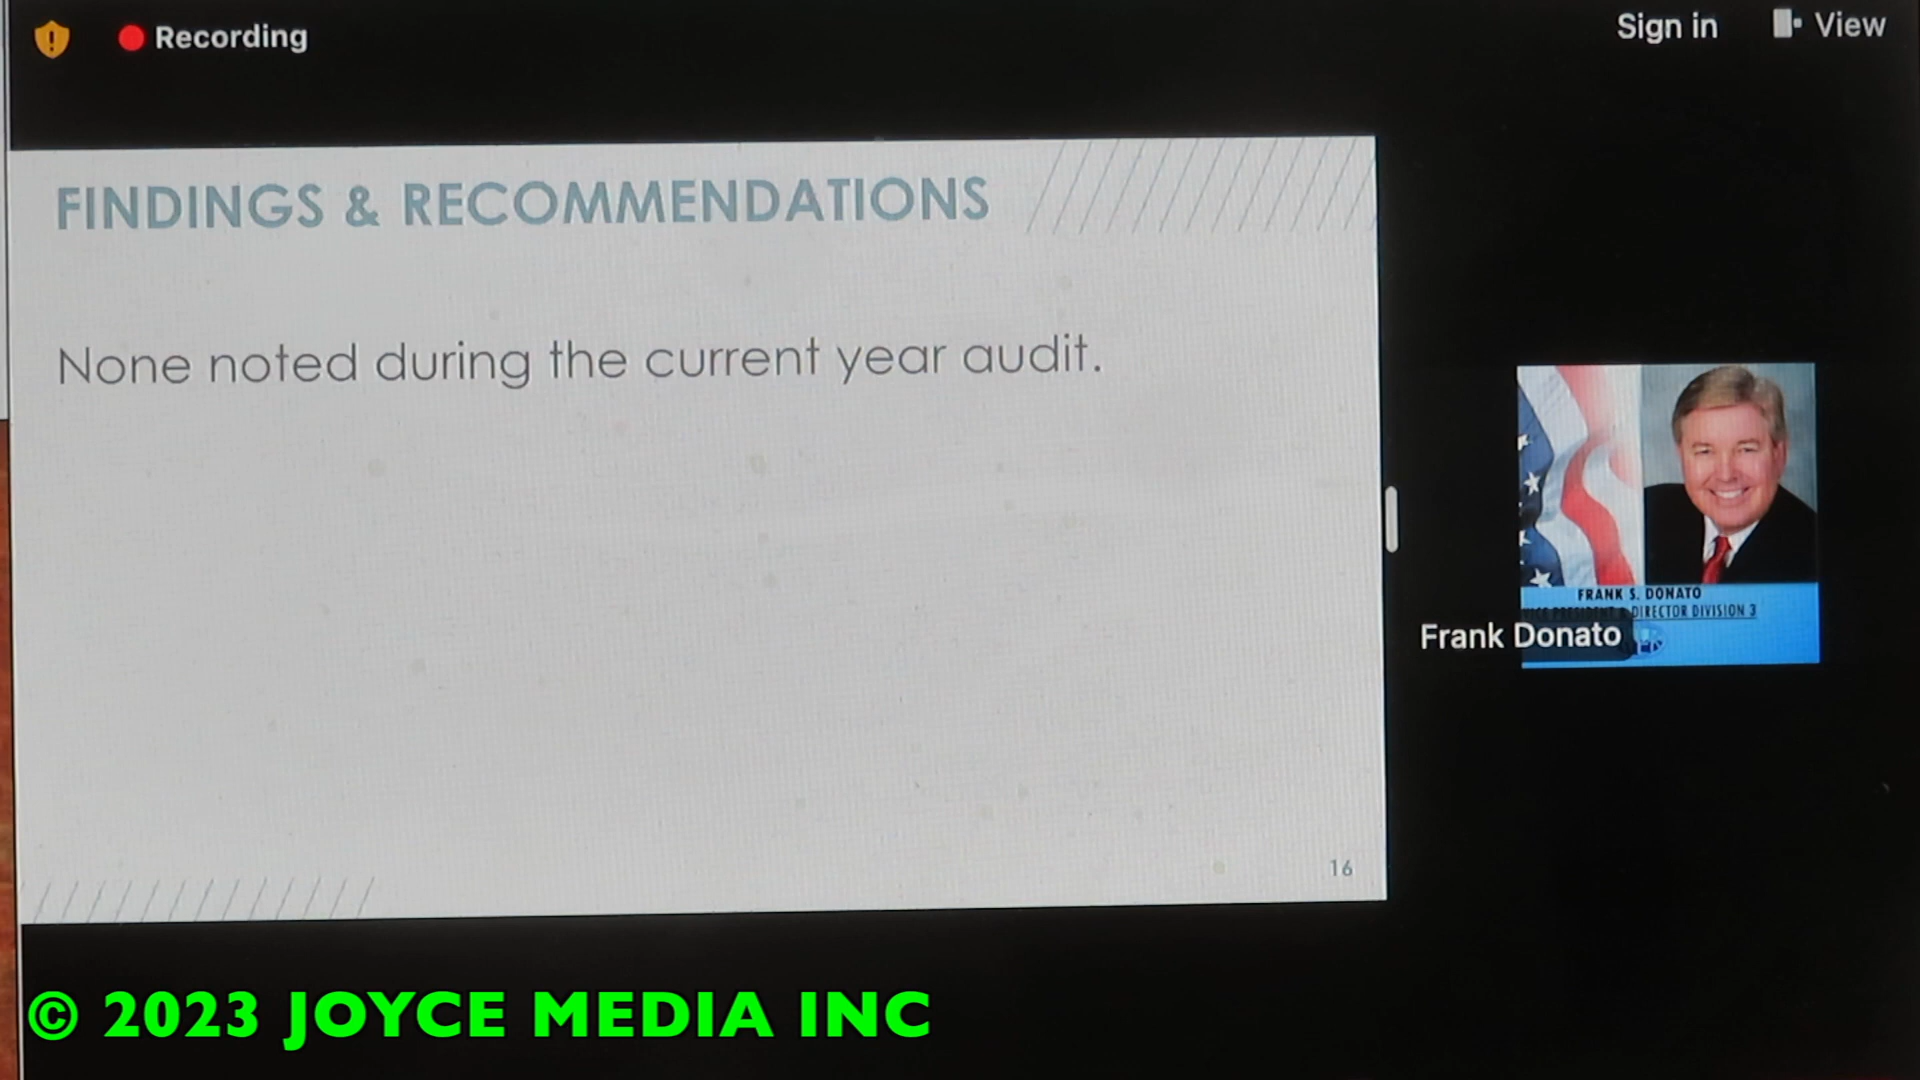 Recording
Sign in
View
FINDINGS & RECOMMENDATIONS
None noted during the current year audit.
FRANK S. DONATO
DIRECTOR DIVISION 3
Frank Donato
16
© 2023 JOYCE MEDIA INC